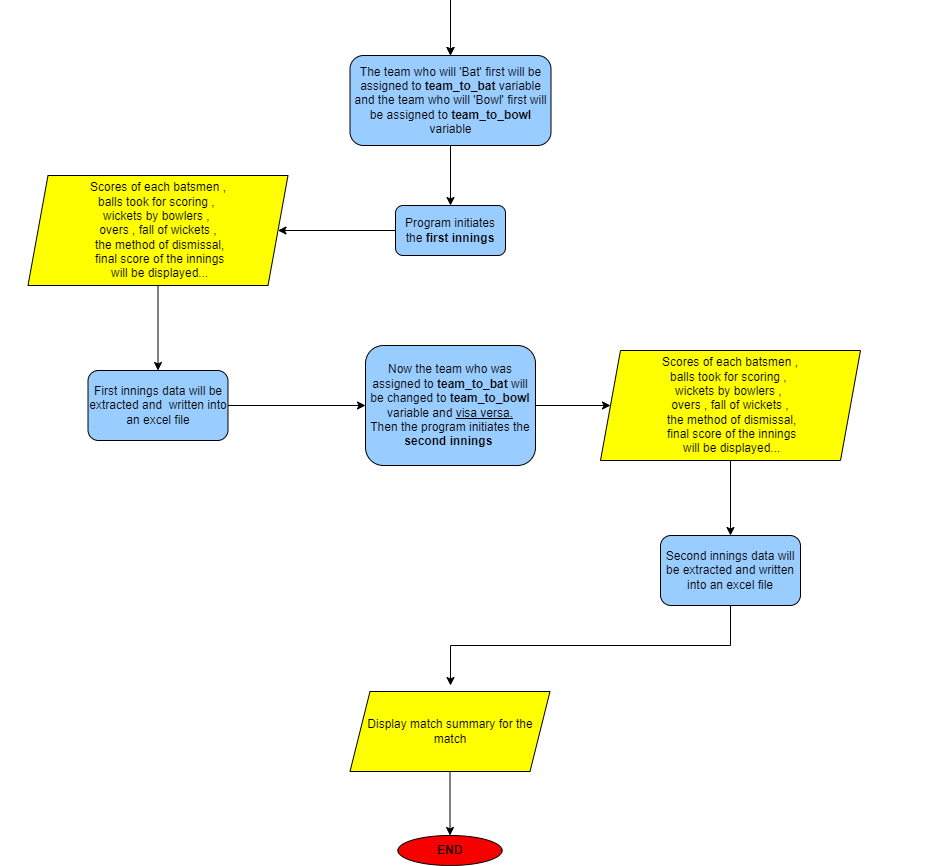 The team who will 'Bat' first will be
assigned to team_to_bat variable
and the team who will 'Bowl' first will
be assigned to team_to_bowl
variable
Program initiates
the first innings
Scores of each batsmen ,
balls took for scoring ,
wickets by bowlers ,
overs , fall of wickets ,
the method of dismissal,
final score of the innings
will be displayed...
First innings data will be
extracted and written into
an excel file
Now the team who was
assigned to team_to_bat will
be changed to team_to_bowl
variable and visa versa.
Then the program initiates the
second innings
Scores of each batsmen ,
balls took for scoring ,
wickets by bowlers ,
overs , fall of wickets ,
the method of dismissal,
final score of the innings
will be displayed...
Second innings data will
be extracted and written
into an excel file
Display match summary for the
match
END